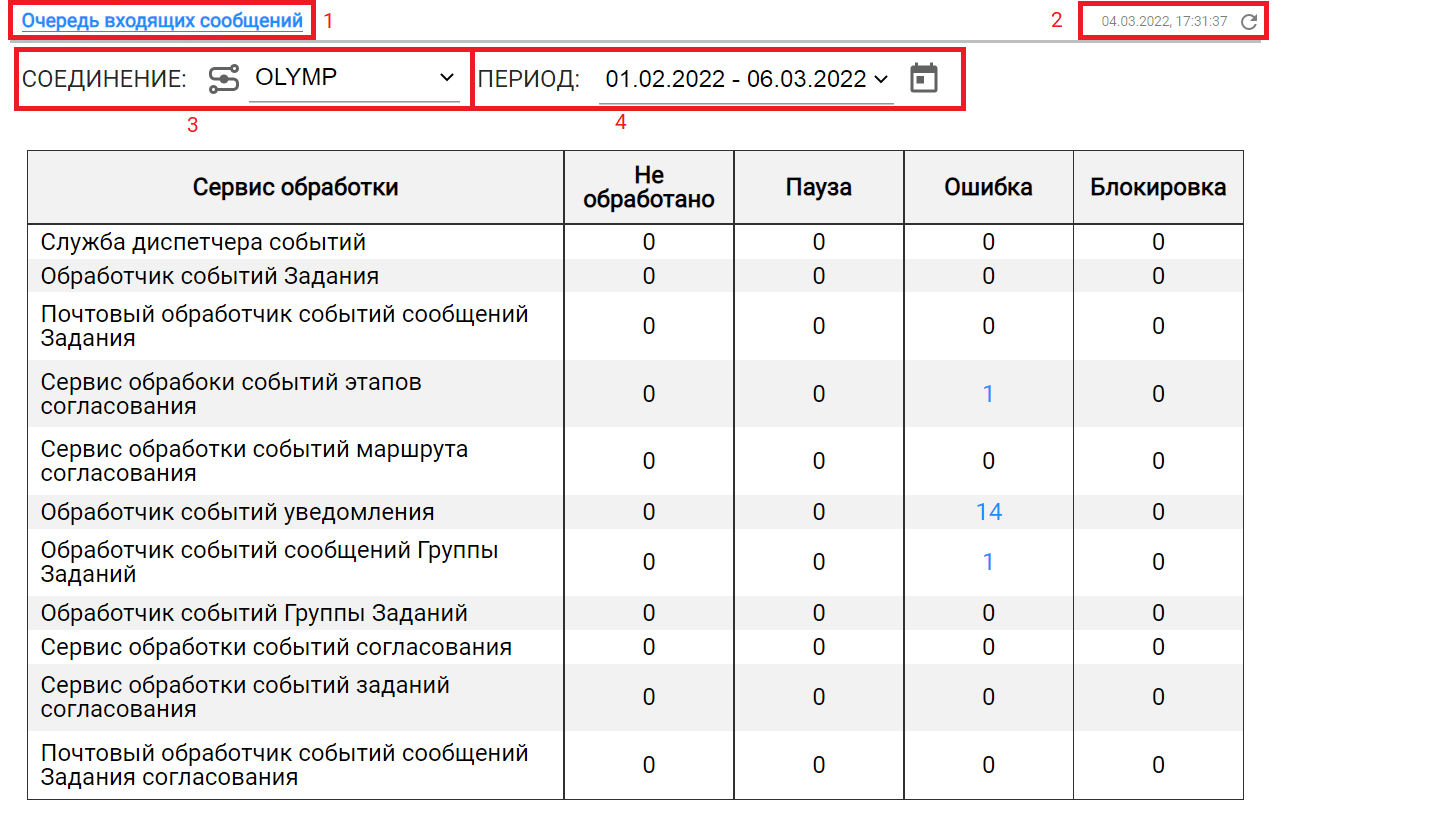 Очередь входящих сообщений 1 2 04.03.2022, 17:31:37
СОЕДИНЕНИЕ: OLYMP ПЕРИОД: 01.02.2022 - 06.03.2022
3 4
Сервис обработки Не обработано Пауза Ошибка Блокировка
Служба диспетчера событий 0 0 0 0
Обработчик событий Задания 0 0 0 0
Почтовый обработчик событий сообщений
Задания 0 0 0 0
Сервис обрабоки событий этапов
согласования 0 0 1 0
Сервис обработки событий маршрута
согласования 0 0 0 0
Обработчик событий уведомления 0 0 14 0
Обработчик событий сообщений Группы
Заданий 0 0 1 0
Обработчик событий Группы Заданий 0 0 0 0
Сервис обработки событий согласования 0 0 0 0
Сервис обработки событий заданий
согласования 0 0 0 0
Почтовый обработчик событий сообщений
Задания согласования 0 0 0 0